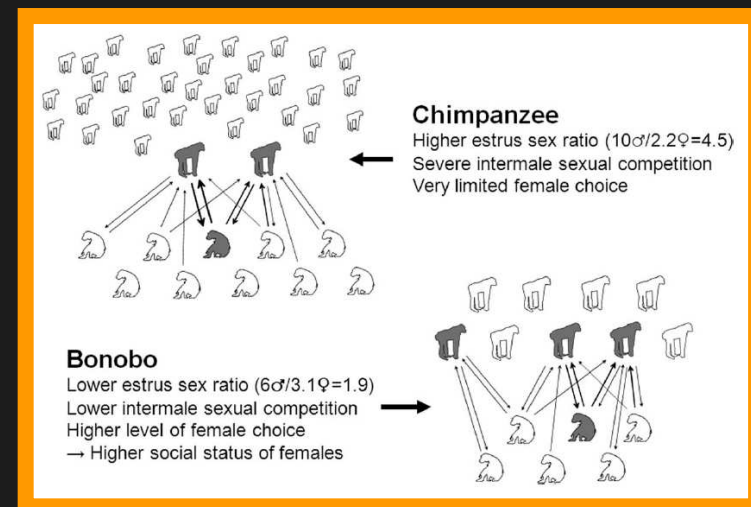 Chimpanzee
Higher estrus sex ratio (10♂/2.2♀=4.5)
Severe intermale sexual competition
Very limited female choice
Bonobo
Lower estrus sex ratio (6♂/3.1♀=1.9)
Lower intermale sexual competition
Higher level of female choice
→ Higher social status of females